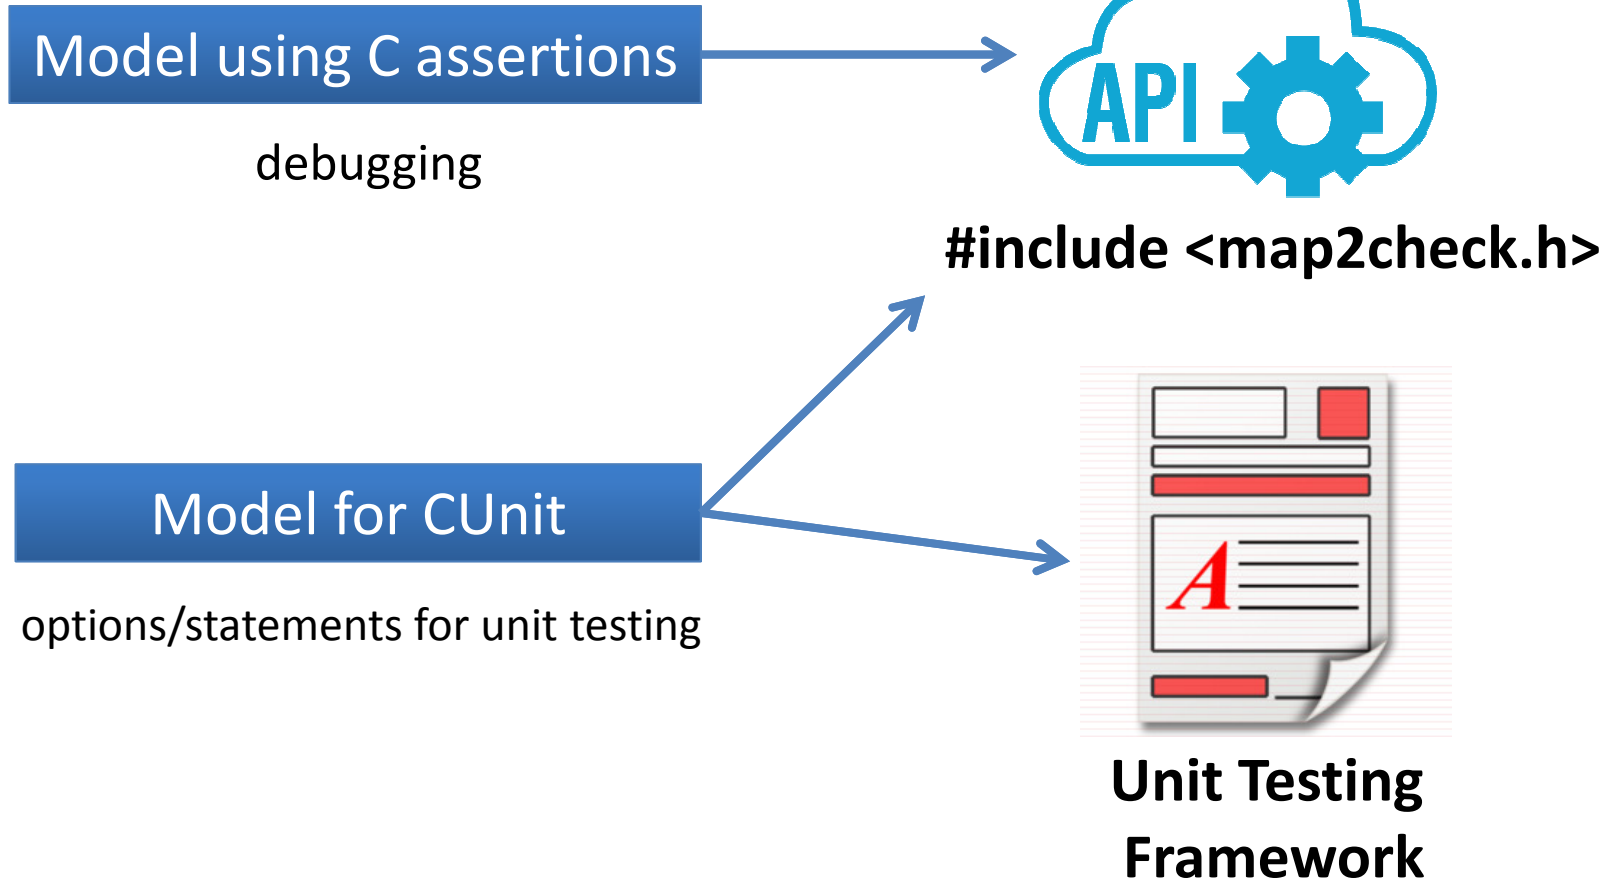 Model using C assertions
debugging
API
#include <map2check.h>
Model for CUnit
options/statements for unit testing
A
Unit Testing
Framework